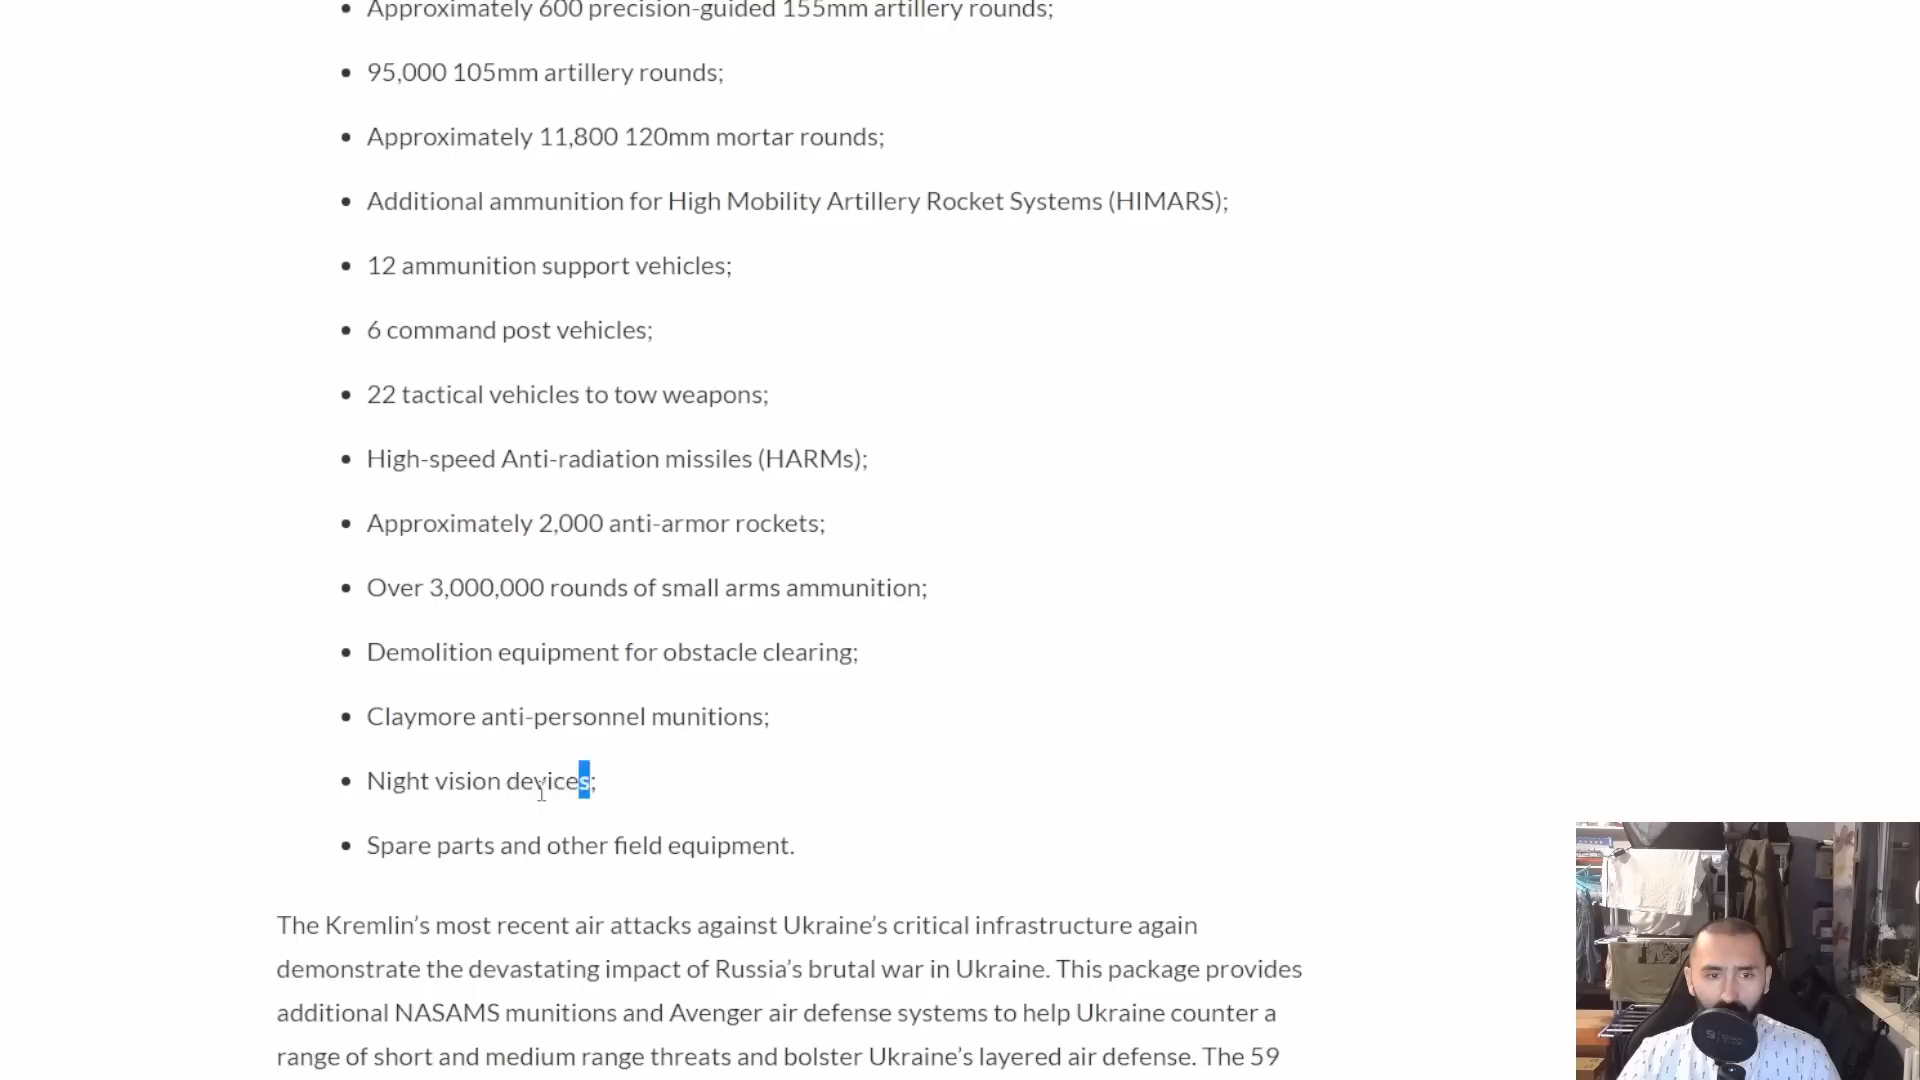 Approximately 600 precision-guided 155mm artillery rounds;
95,000 105mm artillery rounds;
Approximately 11,800 120mm mortar rounds;
Additional ammunition for High Mobility Artillery Rocket Systems (HIMARS);
12 ammunition support vehicles;
6 command post vehicles;
22 tactical vehicles to tow weapons;
High-speed Anti-radiation missiles (HARMs);
Approximately 2,000 anti-armor rockets;
Over 3,000,000 rounds of small arms ammunition;
Demolition equipment for obstacle clearing;
Claymore anti-personnel munitions;
Night vision devices;
Spare parts and other field equipment.
The Kremlin’s most recent air attacks against Ukraine’s critical infrastructure again
demonstrate the devastating impact of Russia’s brutal war in Ukraine. This package provides
additional NASAMS munitions and Avenger air defense systems to help Ukraine counter a
range of short and medium range threats and bolster Ukraine’s layered air defense. The 59